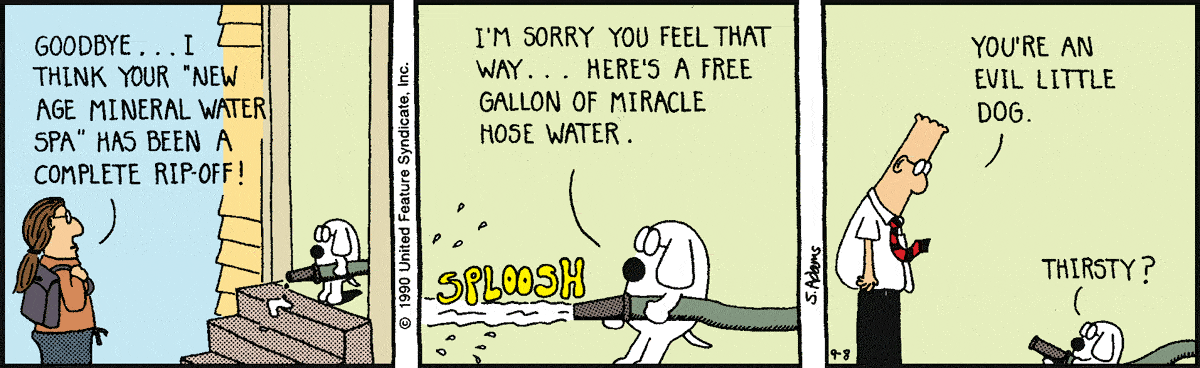 GOODBYE... I
THINK YOUR "NEW
AGE MINERAL WATER
SPA" HAS BEEN A
COMPLETE RIP-OFF!
© 1990 United Feature Syndicate, Inc.
I'M SORRY YOU FEEL THAT
WAY... HERE'S A FREE
GALLON OF MIRACLE
HOSE WATER.
SPLOOSH
S. Adams
YOU'RE AN
EVIL LITTLE
DOG.
THIRSTY?
9-8